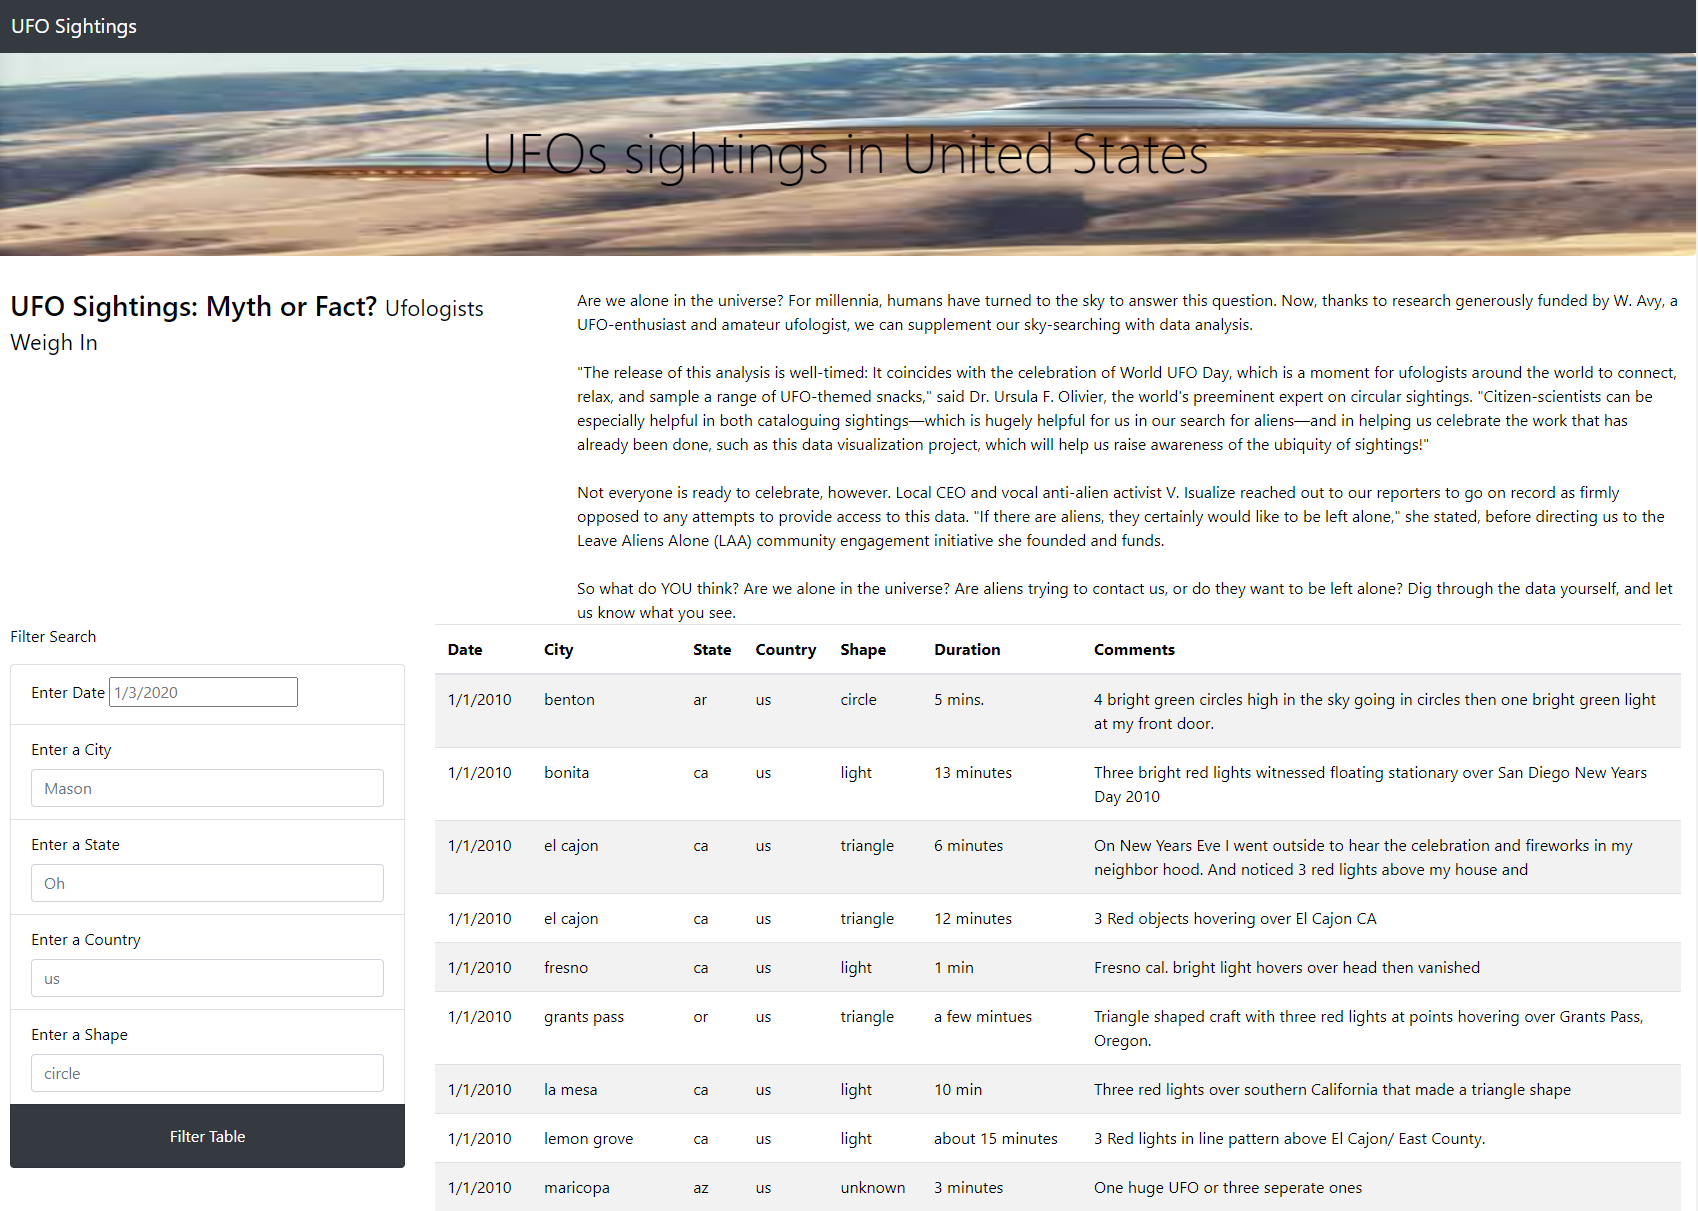 UFO Sightings
UFOs sightings in United States
UFO Sightings: Myth or Fact? Ufologists
Weigh In
Are we alone in the universe? For millennia, humans have turned to the sky to answer this question. Now, thanks to research generously funded by W. Avy, a
UFO-enthusiast and amateur ufologist, we can supplement our sky-searching with data analysis.
"The release of this analysis is well-timed: It coincides with the celebration of World UFO Day, which is a moment for ufologists around the world to connect,
relax, and sample a range of UFO-themed snacks," said Dr. Ursula F. Olivier, the world's preeminent expert on circular sightings. "Citizen-scientists can be
especially helpful in both cataloguing sightings—which is hugely helpful for us in our search for aliens—and in helping us celebrate the work that has
already been done, such as this data visualization project, which will help us raise awareness of the ubiquity of sightings!"
Not everyone is ready to celebrate, however. Local CEO and vocal anti-alien activist V. Isualize reached out to our reporters to go on record as firmly
opposed to any attempts to provide access to this data. "If there are aliens, they certainly would like to be left alone," she stated, before directing us to the
Leave Aliens Alone (LAA) community engagement initiative she founded and funds.
So what do YOU think? Are we alone in the universe? Are aliens trying to contact us, or do they want to be left alone? Dig through the data yourself, and let
us know what you see.
Filter Search
Enter Date 1/3/2020
Enter a City
Mason
Enter a State
Oh
Enter a Country
us
Enter a Shape
circle
Filter Table
Date City State Country Shape Duration Comments
1/1/2010 benton ar us circle 5 mins. 4 bright green circles high in the sky going in circles then one bright green light
at my front door.
1/1/2010 bonita ca us light 13 minutes Three bright red lights witnessed floating stationary over San Diego New Years
Day 2010
1/1/2010 el cajon ca us triangle 6 minutes On New Years Eve I went outside to hear the celebration and fireworks in my
neighbor hood. And noticed 3 red lights above my house and
1/1/2010 el cajon ca us triangle 12 minutes 3 Red objects hovering over El Cajon CA
1/1/2010 fresno ca us light 1 min Fresno cal. bright light hovers over head then vanished
1/1/2010 grants pass or us triangle a few mintues Triangle shaped craft with three red lights at points hovering over Grants Pass,
Oregon.
1/1/2010 la mesa ca us light 10 min Three red lights over southern California that made a triangle shape
1/1/2010 lemon grove ca us light about 15 minutes 3 Red lights in line pattern above El Cajon/ East County.
1/1/2010 maricopa az us unknown 3 minutes One huge UFO or three seperate ones